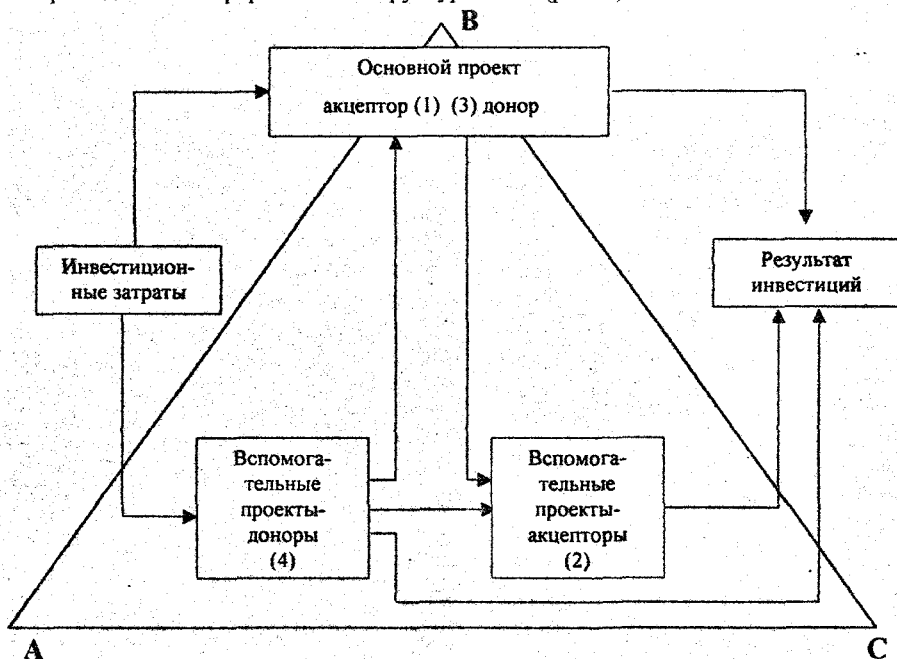 В
Основной проект
акцептор (1) (3) донор
Инвестицион-
ные затраты
Результат
инвестиций
Вспомога-
тельные
проекты-
доноры
(4)
Вспомога-
тельные
проекты-
акцепторы
(2)
А
С